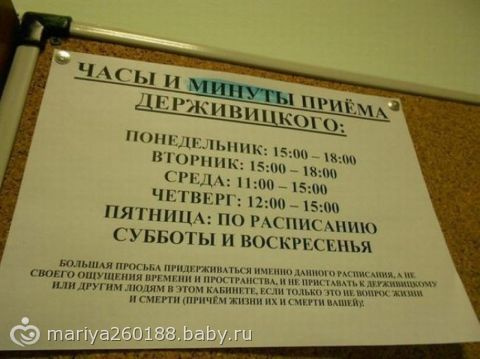 ЧАСЫ И МИНУТЫ ПРИЁМА
ДЕРЖИВИЦКОГО:
ПОНЕДЕЛЬНИК: 15:00 – 18:00
ВТОРНИК: 15:00 – 18:00
СРЕДА: 11:00 – 15:00
ЧЕТВЕРГ: 12:00 – 15:00
ПЯТНИЦА: ПО РАСПИСАНИЮ
СУББОТЫ И ВОСКРЕСЕНЬЯ
БОЛЬШАЯ ПРОСЬБА ПРИДЕРЖИВАТЬСЯ ИМЕННО ДАННОГО РАСПИСАНИЯ, А НЕ
СВОЕГО ОЩУЩЕНИЯ ВРЕМЕНИ И ПРОСТРАНСТВА, И НЕ ПРИСТАВАТЬ К ДЕРЖИВИЦКОМУ
ИЛИ ДРУГИМ ЛЮДЯМ В ЭТОМ КАБИНЕТЕ, ЕСЛИ ТОЛЬКО ЭТО НЕ ВОПРОС ЖИЗНИ
И СМЕРТИ (ПРИЧЁМ ЖИЗНИ ИХ И СМЕРТИ ВАШЕЙ)!
mariya260188.baby.ru